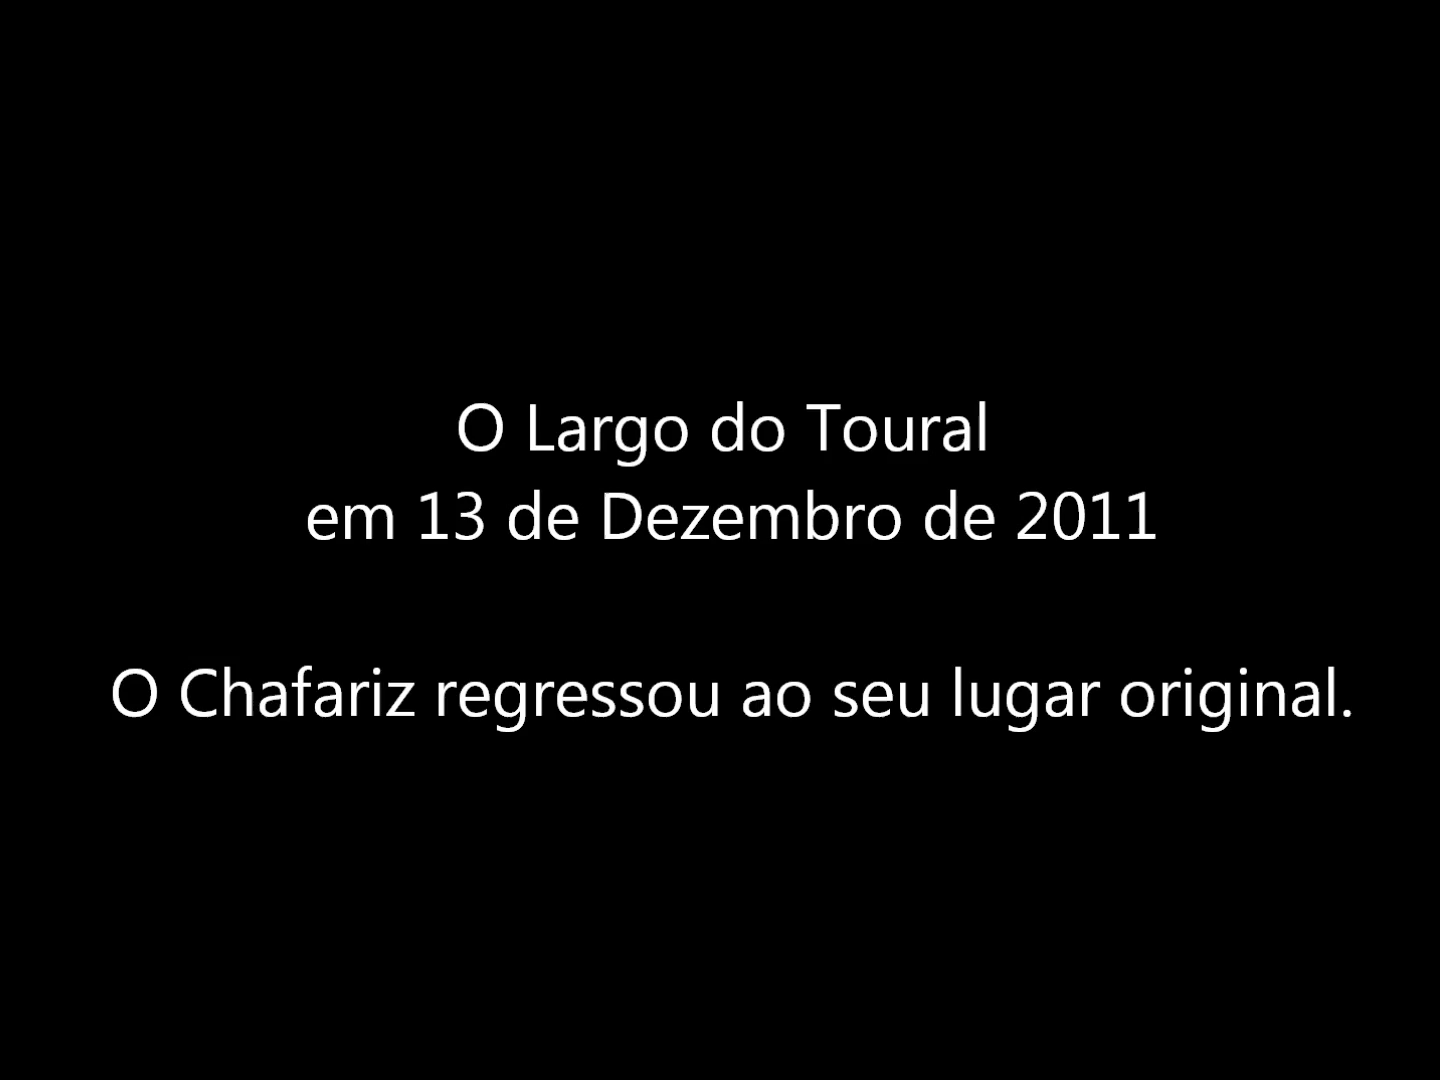 O Largo do Toural
em 13 de Dezembro de 2011
O Chafariz regressou ao seu lugar original.